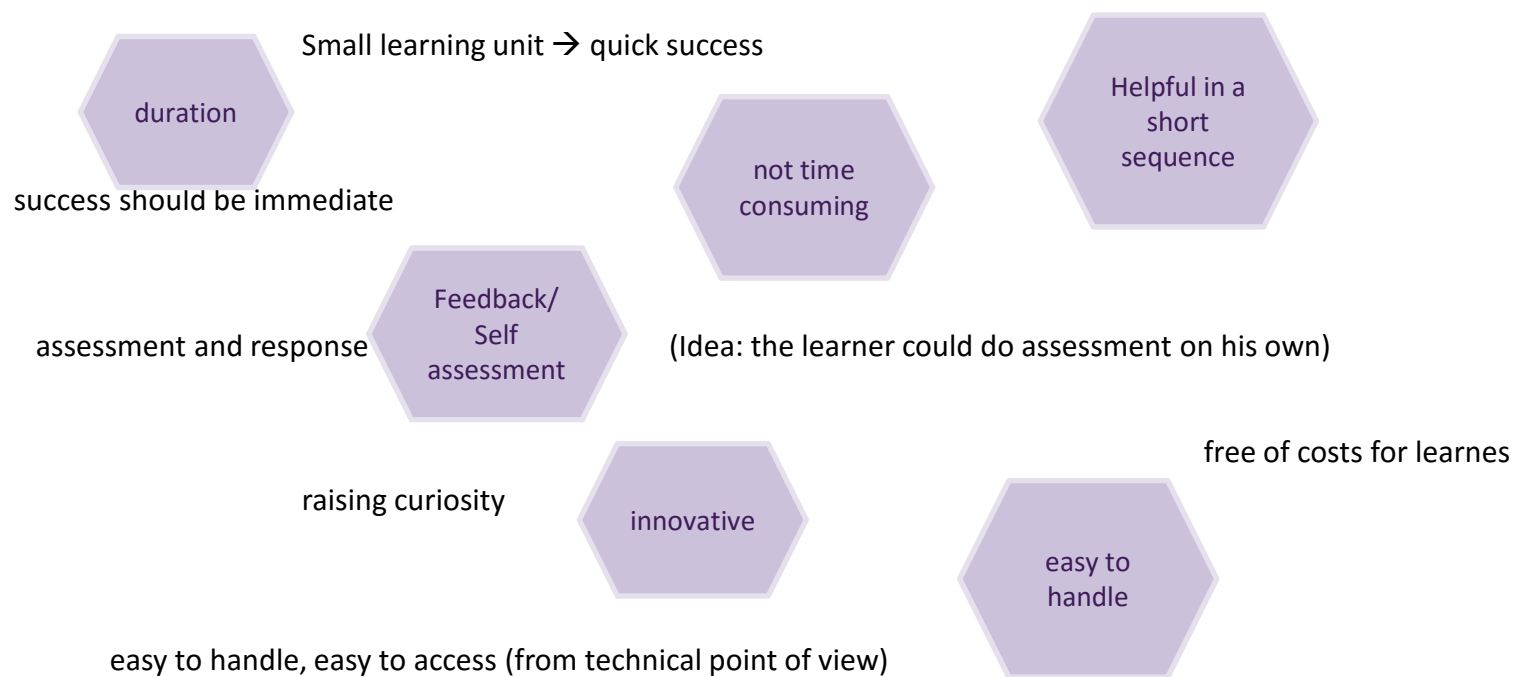 Small learning unit → quick success
duration
Helpful in a
short
sequence
not time
consuming
success should be immediate
Feedback/
Self
assessment
assessment and response
(Idea: the learner could do assessment on his own)
free of costs for learnes
raising curiosity
innovative
easy to
handle
easy to handle, easy to access (from technical point of view)